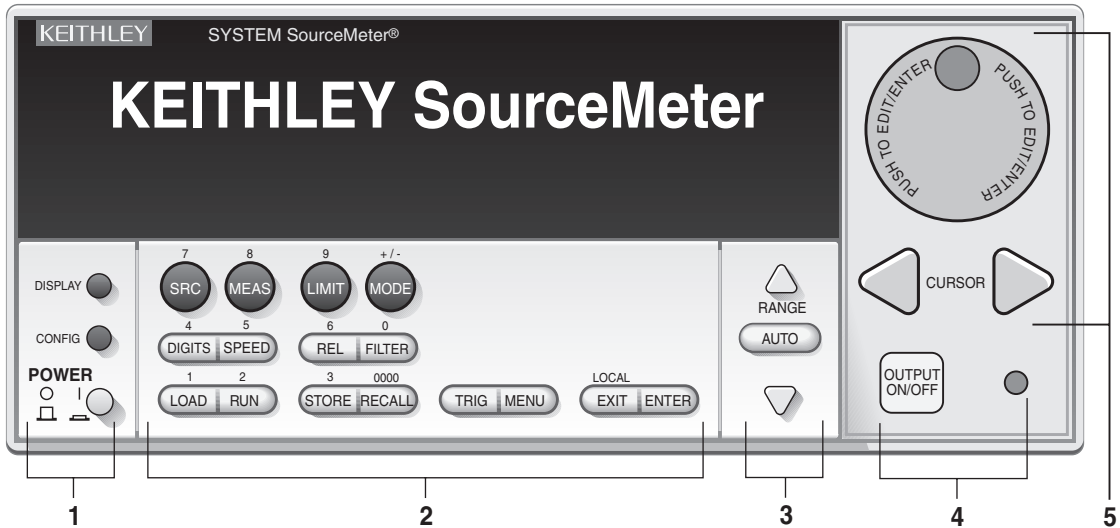 KEITHLEY SYSTEM SourceMeter®
KEITHLEY SourceMeter
PUSH TO EDIT/ENTER
PUSH TO EDIT/ENTER
7 8 9 +/-
DISPLAY SRC MEAS LIMIT MODE
RANGE
CURSOR
4 5 6 0
CONFIG DIGITS SPEED REL FILTER
AUTO
POWER
1 2 3 0000 LOCAL
LOAD RUN STORE RECALL TRIG MENU EXIT ENTER
OUTPUT
ON/OFF
1 2 3 4 5